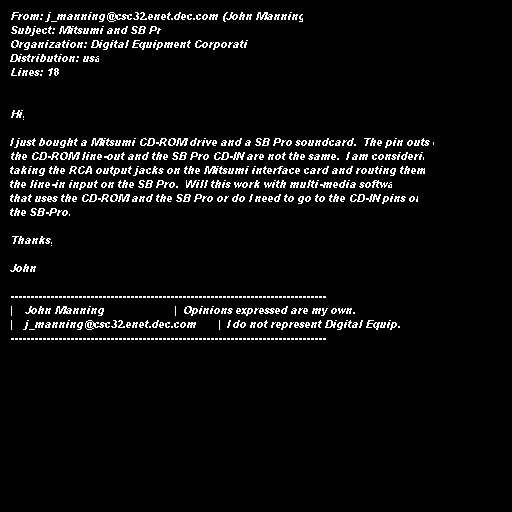 From: j_manning@csc32.enet.dec.com (John Manning
Subject: Mitsumi and SB Pr
Organization: Digital Equipment Corporati
Distribution: usa
Lines: 18
Hi,
I just bought a Mitsumi CD-ROM drive and a SB Pro soundcard. The pin outs
the CD-ROM line-out and the SB Pro CD-IN are not the same. I am consideri
taking the RCA output jacks on the Mitsumi interface card and routing them
the line-in input on the SB Pro. Will this work with multi-media softwa
that uses the CD-ROM and the SB Pro or do I need to go to the CD-IN pins o
the SB-Pro.
Thanks,
John
-------------------------------------------------------------------------------
| John Manning | Opinions expressed are my own.
| j_manning@csc32.enet.dec.com | I do not represent Digital Equip.
-------------------------------------------------------------------------------